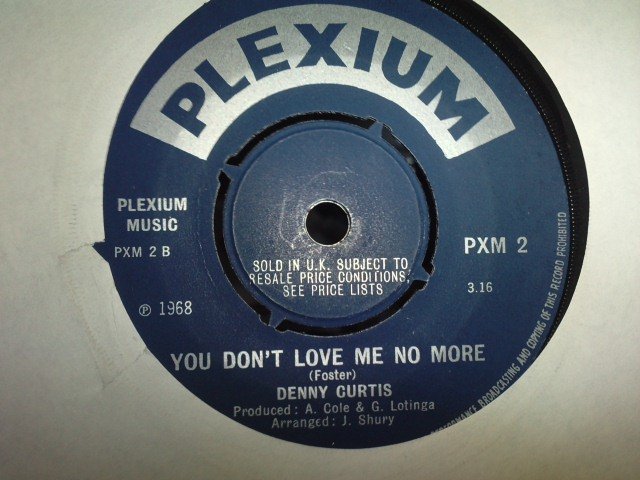 PLEXIUM
PLEXIUM
MUSIC
PXM 2 B
PXM 2
3.16
SOLD IN U.K. SUBJECT TO
RESALE PRICE CONDITIONS,
SEE PRICE LISTS
℗ 1968
YOU DON'T LOVE ME NO MORE
(Foster)
DENNY CURTIS
Produced: A. Cole & G. Lotinga
Arranged: J. Shury
PERFORMANCE BROADCASTING AND COPYING OF THIS RECORD PROHIBITED